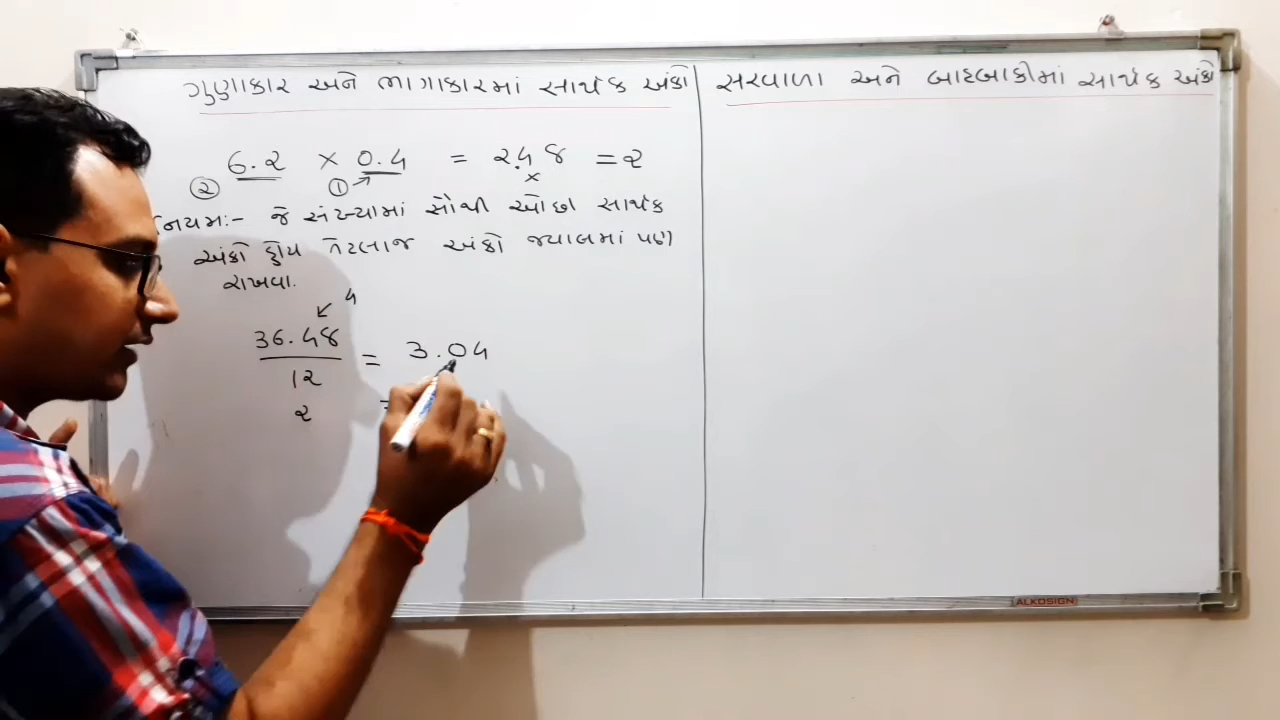 ગુણાકાર અને ભાગાકારમાં સાર્થક અંકો
6.2 × 0.4 = 2.48 = 2
② ① ×
નિયમઃ- જે સંખ્યામાં સૌથી ઓછા સાર્થક
અંકો હોય તેટલાજ અંકો જવાબમાં પણ
રાખવા.
4
36.48 = 3.04
12
2 =
સરવાળા અને બાદબાકીમાં સાર્થક અંકો
ALKOSIGN